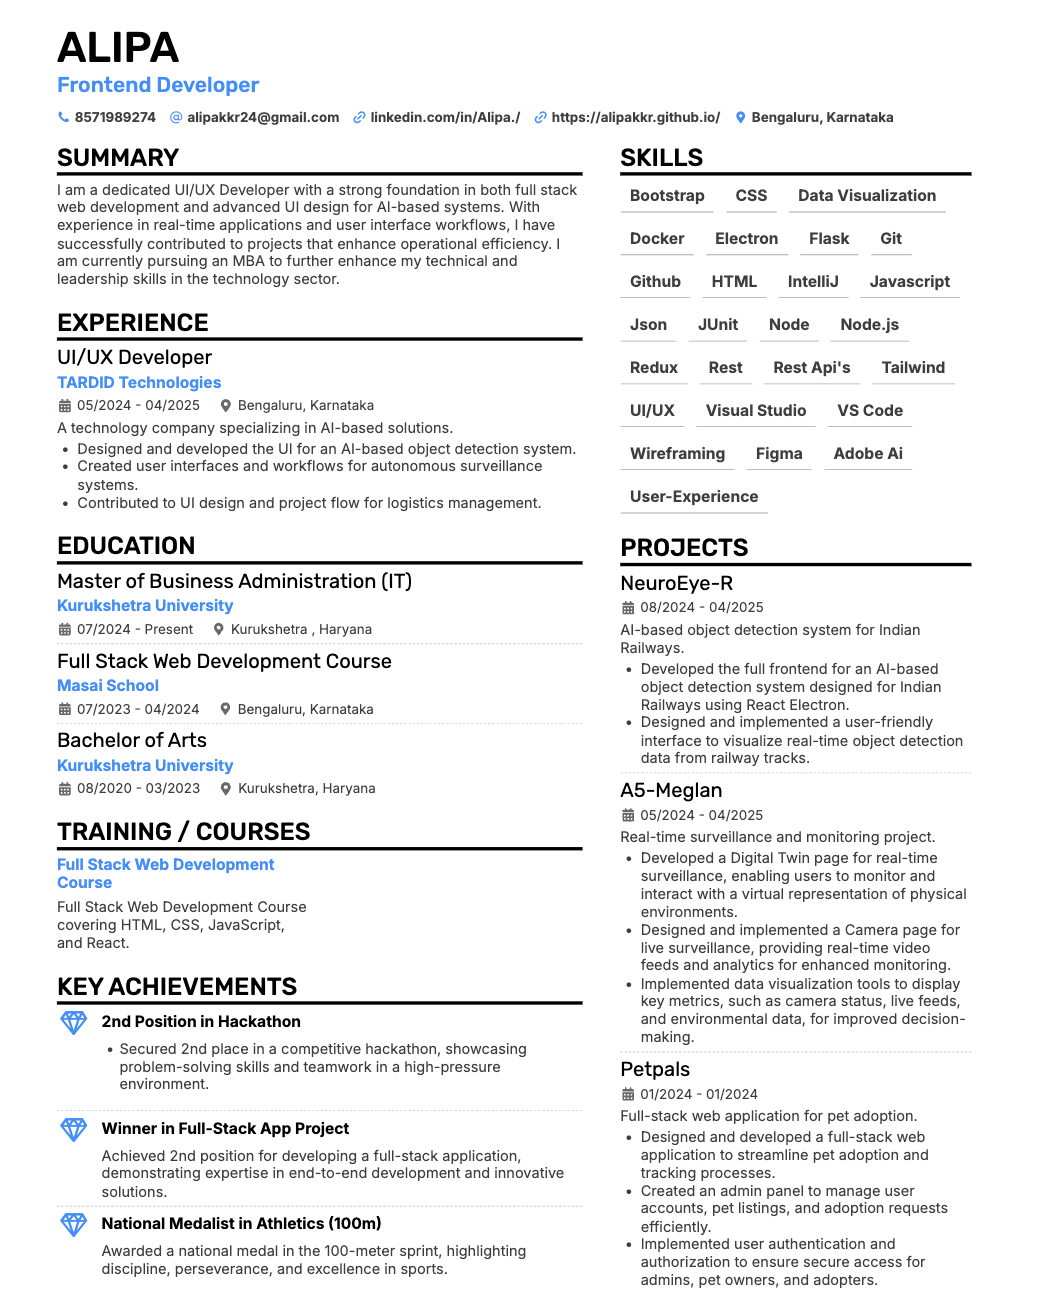 ALIPA
Frontend Developer
8571989274 alipakkr24@gmail.com linkedin.com/in/Alipa./ https://alipakkr.github.io/ Bengaluru, Karnataka
SUMMARY
I am a dedicated UI/UX Developer with a strong foundation in both full stack
web development and advanced UI design for AI-based systems. With
experience in real-time applications and user interface workflows, I have
successfully contributed to projects that enhance operational efficiency. I
am currently pursuing an MBA to further enhance my technical and
leadership skills in the technology sector.
EXPERIENCE
UI/UX Developer
TARDID Technologies
05/2024 - 04/2025 Bengaluru, Karnataka
A technology company specializing in AI-based solutions.
• Designed and developed the UI for an AI-based object detection system.
• Created user interfaces and workflows for autonomous surveillance
systems.
• Contributed to UI design and project flow for logistics management.
EDUCATION
Master of Business Administration (IT)
Kurukshetra University
07/2024 - Present Kurukshetra , Haryana
Full Stack Web Development Course
Masai School
07/2023 - 04/2024 Bengaluru, Karnataka
Bachelor of Arts
Kurukshetra University
08/2020 - 03/2023 Kurukshetra, Haryana
TRAINING / COURSES
Full Stack Web Development
Course
Full Stack Web Development Course
covering HTML, CSS, JavaScript,
and React.
KEY ACHIEVEMENTS
2nd Position in Hackathon
• Secured 2nd place in a competitive hackathon, showcasing
problem-solving skills and teamwork in a high-pressure
environment.
Winner in Full-Stack App Project
Achieved 2nd position for developing a full-stack application,
demonstrating expertise in end-to-end development and innovative
solutions.
National Medalist in Athletics (100m)
Awarded a national medal in the 100-meter sprint, highlighting
discipline, perseverance, and excellence in sports.
SKILLS
Bootstrap CSS Data Visualization
Docker Electron Flask Git
Github HTML IntelliJ Javascript
Json JUnit Node Node.js
Redux Rest Rest Api's Tailwind
UI/UX Visual Studio VS Code
Wireframing Figma Adobe Ai
User-Experience
PROJECTS
NeuroEye-R
08/2024 - 04/2025
AI-based object detection system for Indian
Railways.
• Developed the full frontend for an AI-based
object detection system designed for Indian
Railways using React Electron.
• Designed and implemented a user-friendly
interface to visualize real-time object detection
data from railway tracks.
A5-Meglan
05/2024 - 04/2025
Real-time surveillance and monitoring project.
• Developed a Digital Twin page for real-time
surveillance, enabling users to monitor and
interact with a virtual representation of physical
environments.
• Designed and implemented a Camera page for
live surveillance, providing real-time video
feeds and analytics for enhanced monitoring.
• Implemented data visualization tools to display
key metrics, such as camera status, live feeds,
and environmental data, for improved decision-
making.
Petpals
01/2024 - 01/2024
Full-stack web application for pet adoption.
• Designed and developed a full-stack web
application to streamline pet adoption and
tracking processes.
• Created an admin panel to manage user
accounts, pet listings, and adoption requests
efficiently.
• Implemented user authentication and
authorization to ensure secure access for
admins, pet owners, and adopters.